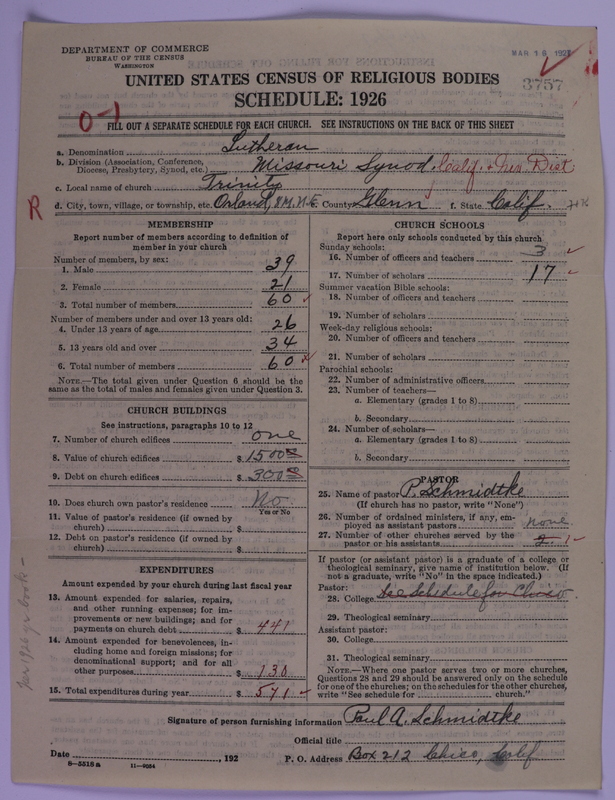 DEPARTMENT OF COMMERCE
BUREAU OF THE CENSUS
WASHINGTON
MAR 18 1927
3757
UNITED STATES CENSUS OF RELIGIOUS BODIES
SCHEDULE: 1926
0-1
FILL OUT A SEPARATE SCHEDULE FOR EACH CHURCH. SEE INSTRUCTIONS ON THE BACK OF THIS SHEET
a. Denomination Lutheran
b. Division (Association, Conference, Diocese, Presbytery, Synod, etc.) Missouri Synod. Calif. & Nev. Dist
c. Local name of church Trinity
R
d. City, town, village, or township, etc. Orland, 8 M. N. E. County Glenn f. State Calif.
MEMBERSHIP
Report number of members according to definition of
member in your church
Number of members, by sex:
1. Male 39
2. Female 21
3. Total number of members 60
Number of members under and over 13 years old:
4. Under 13 years of age 26
5. 13 years old and over 34
6. Total number of members 60
NOTE.—The total given under Question 6 should be
the same as the total of males and females given under Question 3.
CHURCH BUILDINGS
See instructions, paragraphs 10 to 12
7. Number of church edifices one
8. Value of church edifices $ 1500
9. Debt on church edifices $ 300
10. Does church own pastor's residence No
Yes or No
11. Value of pastor's residence (if owned by
church) $
12. Debt on pastor's residence (if owned by
church) $
EXPENDITURES
Amount expended by your church during last fiscal year
13. Amount expended for salaries, repairs,
and other running expenses; for im-
provements or new buildings; and for
payments on church debt $ 441
14. Amount expended for benevolences, in-
cluding home and foreign missions; for
denominational support; and for all
other purposes $ 130
15. Total expenditures during year $ 571
CHURCH SCHOOLS
Report here only schools conducted by this church
Sunday schools:
16. Number of officers and teachers 3
17. Number of scholars 17
Summer vacation Bible schools:
18. Number of officers and teachers
19. Number of scholars
Week-day religious schools:
20. Number of officers and teachers
21. Number of scholars
Parochial schools:
22. Number of administrative officers
23. Number of teachers—
a. Elementary (grades 1 to 8)
b. Secondary
24. Number of scholars—
a. Elementary (grades 1 to 8)
b. Secondary
PASTOR
25. Name of pastor P. Schmidtke
(If church has no pastor, write "None")
26. Number of ordained ministers, if any, em-
ployed as assistant pastors none
27. Number of other churches served by the
pastor or his assistants 2. 1
If pastor (or assistant pastor) is a graduate of a college or
theological seminary, give name of institution below. (If
not a graduate, write "No" in the space indicated.)
Pastor:
28. College See Schedule for Chico.
29. Theological seminary
Assistant pastor:
30. College
31. Theological seminary
NOTE.—Where one pastor serves two or more churches,
Questions 28 and 29 should be answered only on the schedule
for one of the churches; on the schedules for the other churches,
write "See schedule for church."
Signature of person furnishing information Paul A. Schmidtke
Official title
Date , 192 P. O. Address Box 212 Chico, Calif
8-5518 a 11-9054